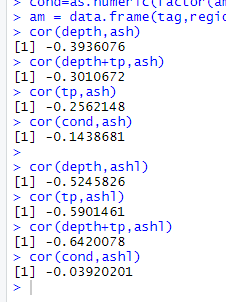 > cond=as.numeric(factor(am
> am = data.frame(tag,regio
> cor(depth,ash)
[1] -0.3936076
> cor(depth+tp,ash)
[1] -0.3010672
> cor(tp,ash)
[1] -0.2562148
> cor(cond,ash)
[1] -0.1438681
>
> cor(depth,ashl)
[1] -0.5245826
> cor(tp,ashl)
[1] -0.5901461
> cor(depth+tp,ashl)
[1] -0.6420078
> cor(cond,ashl)
[1] -0.03920201
>